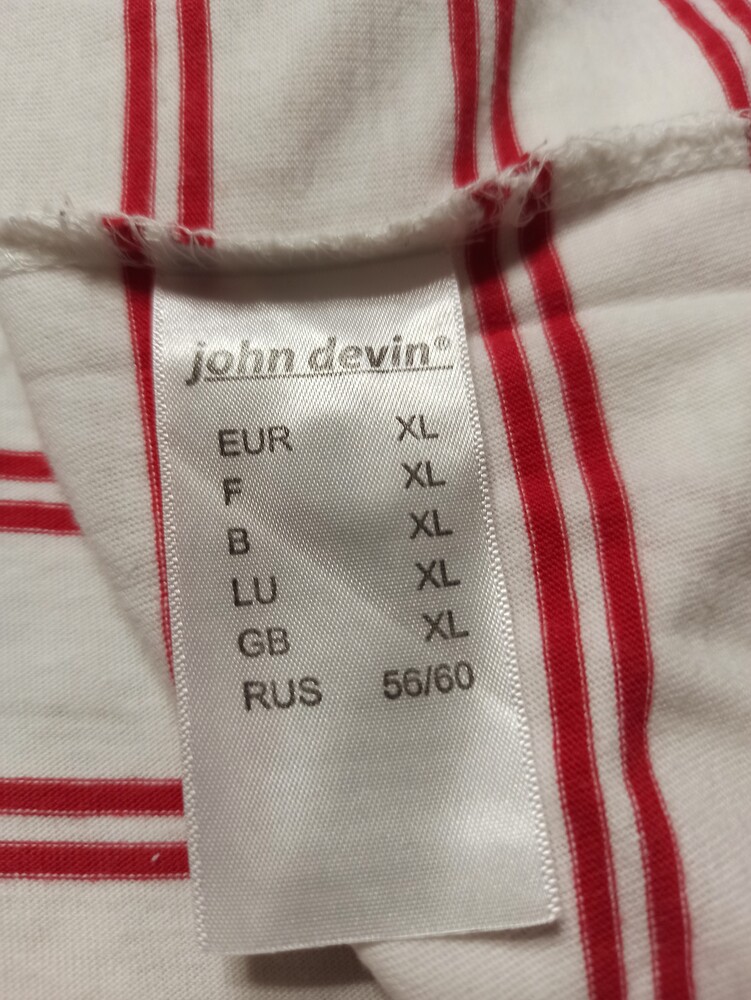 john devin®
EUR XL
F XL
B XL
LU XL
GB XL
RUS 56/60